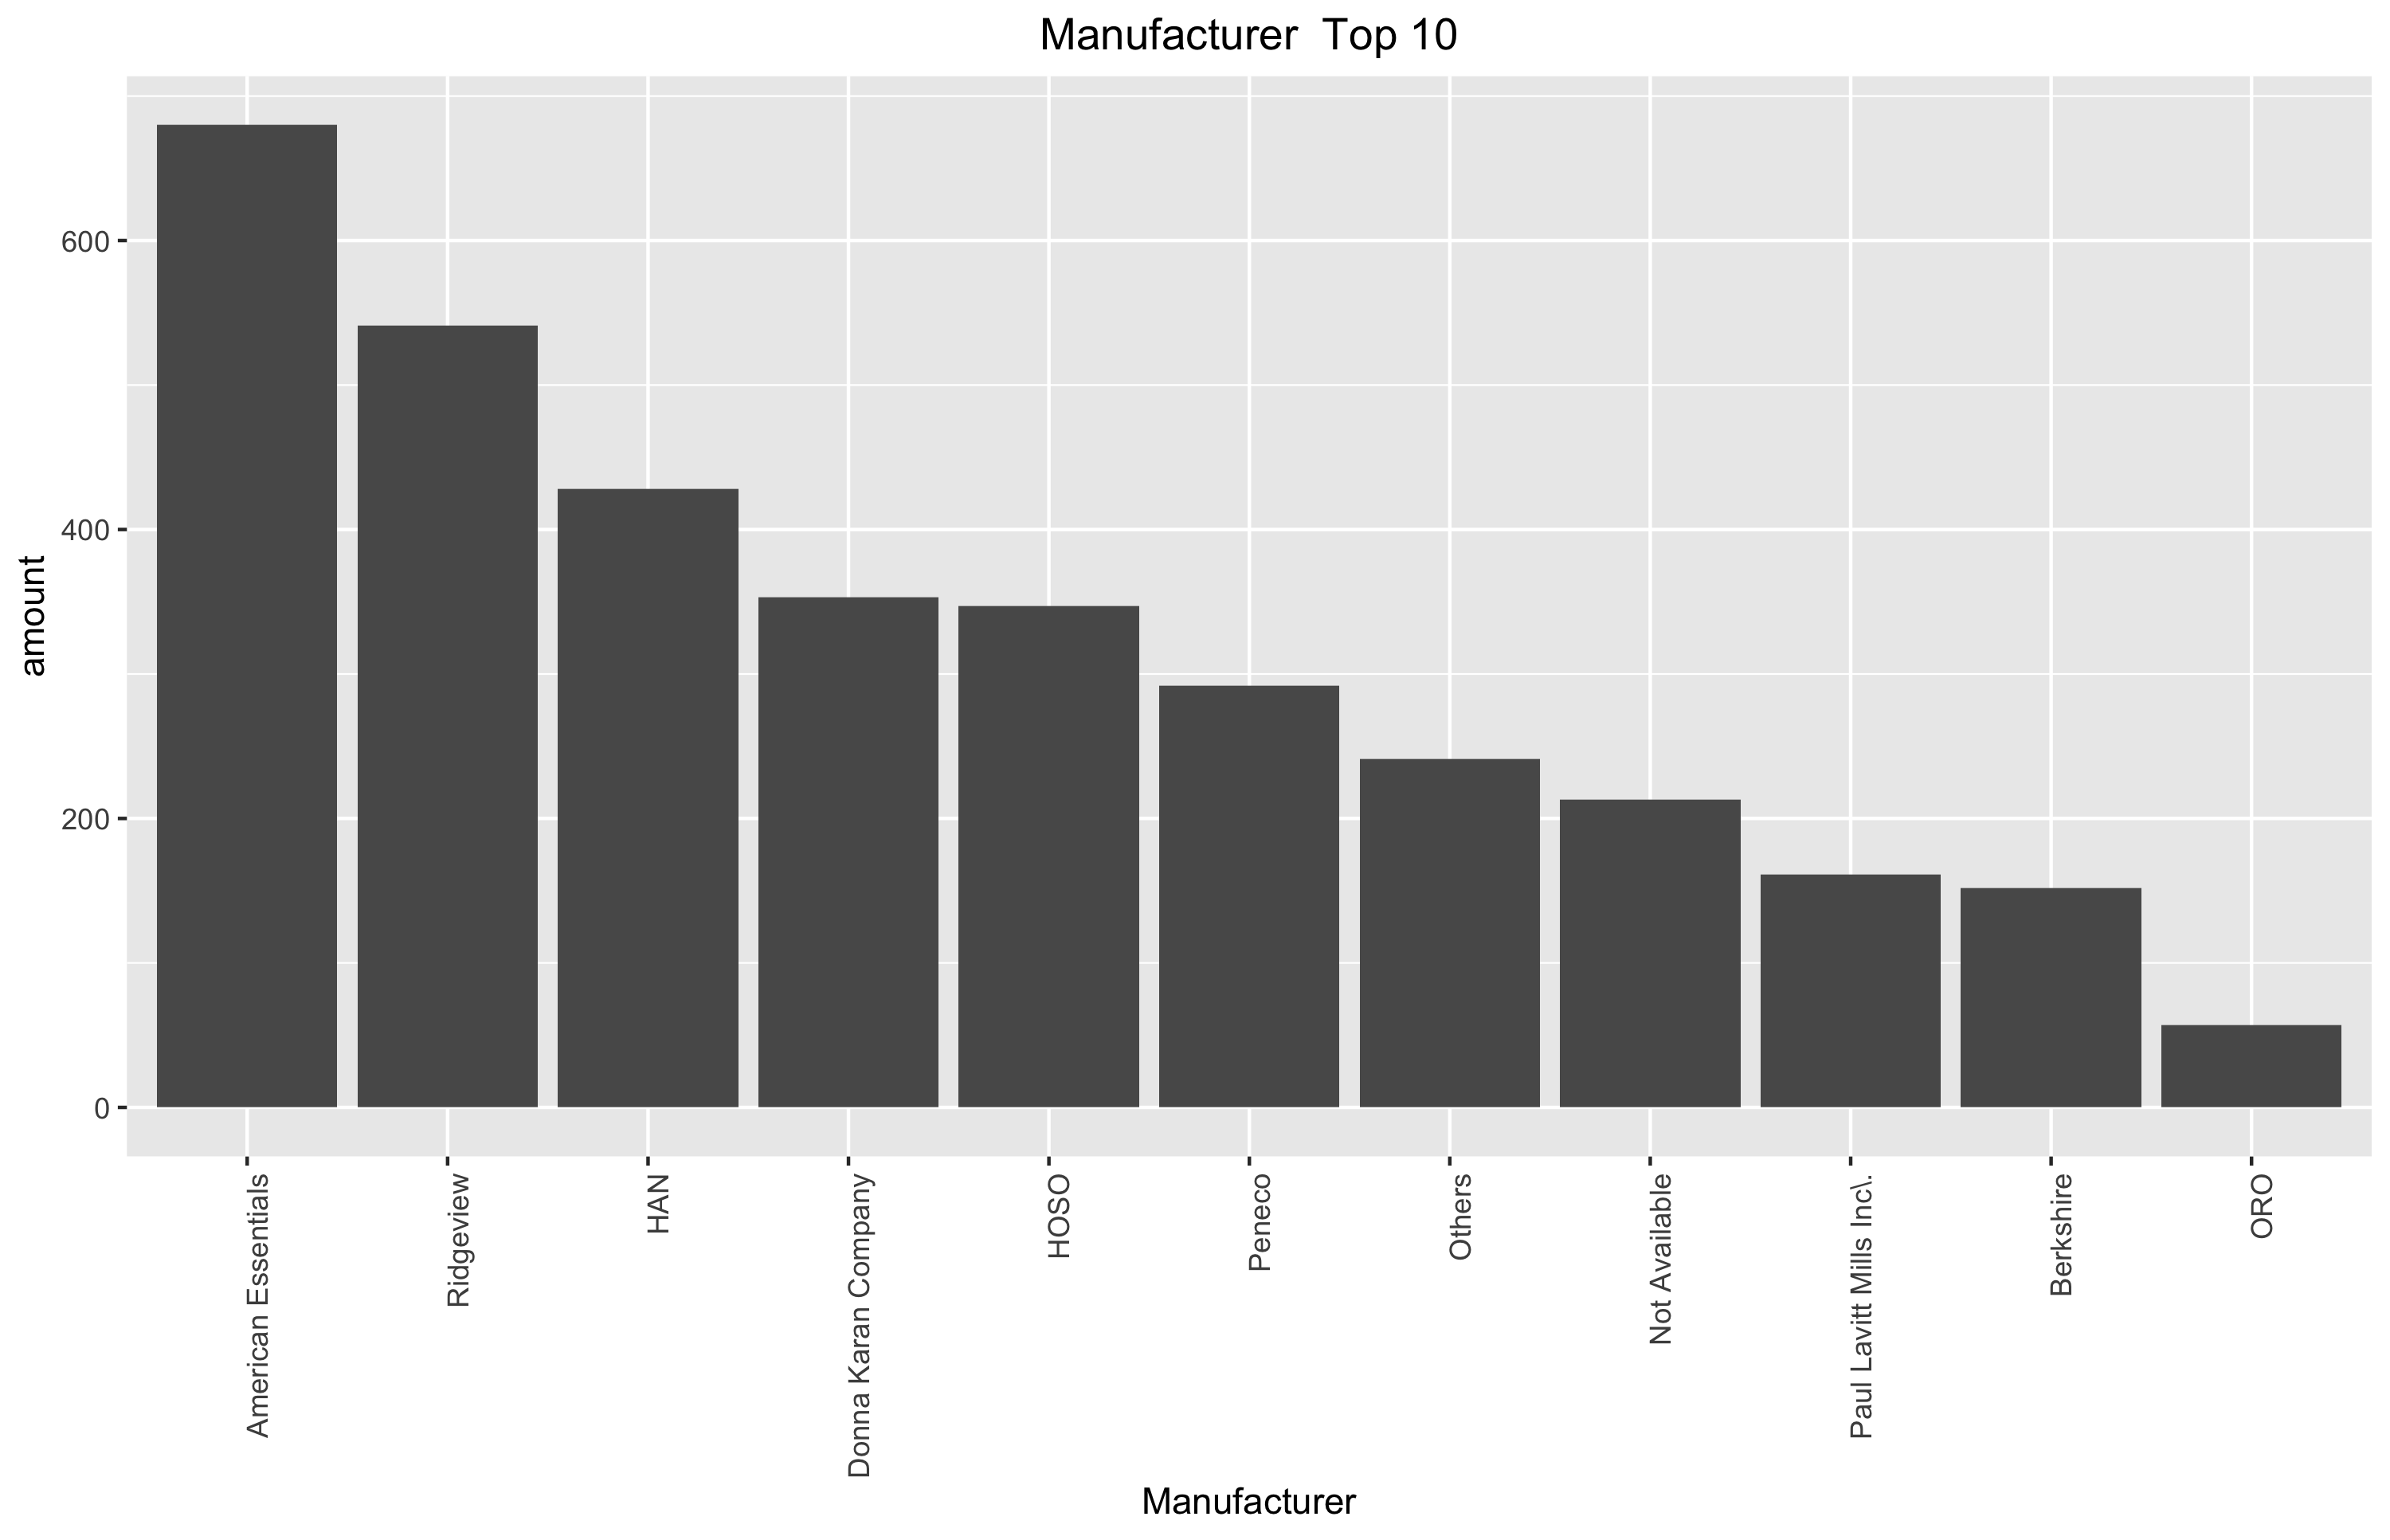 Manufacturer  Top 10
amount
600
400
200
0
American Essentials
Ridgeview
HAN
Donna Karan Company
HOSO
Peneco
Others
Not Available
Paul Lavitt Mills Inc\.
Berkshire
ORO
Manufacturer